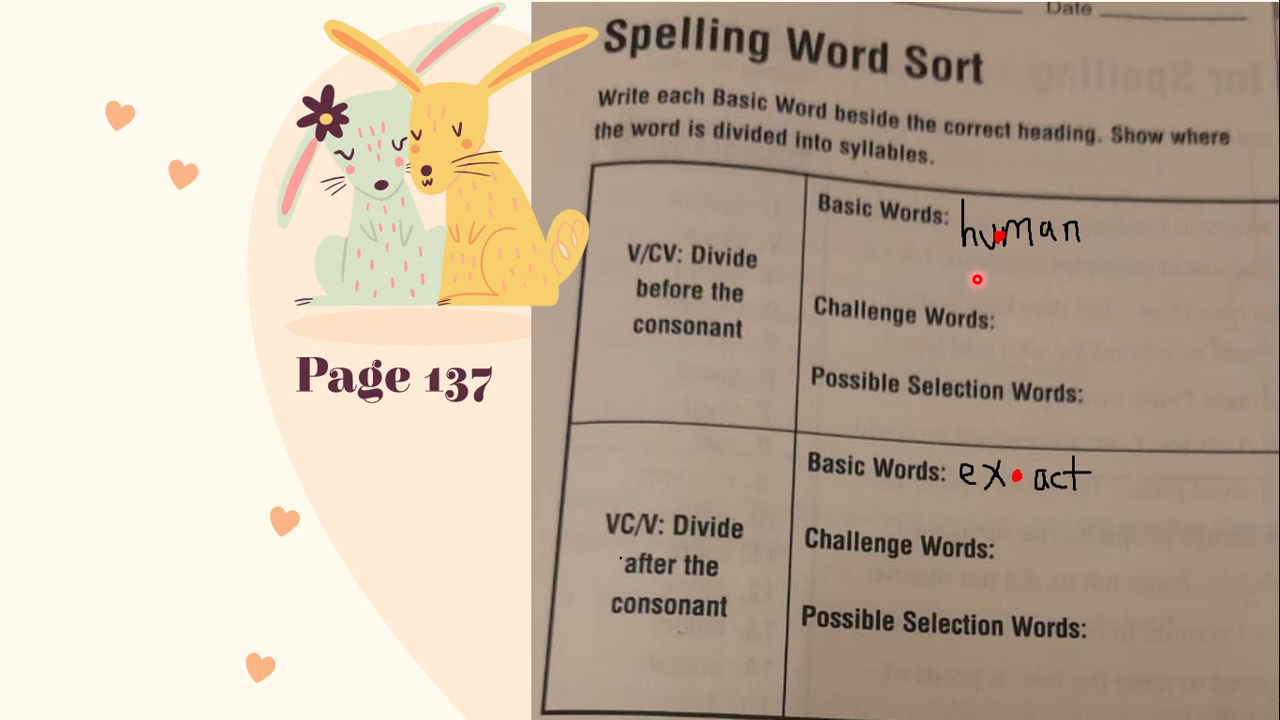 Page 137
Date
Spelling Word Sort
Write each Basic Word beside the correct heading. Show where
the word is divided into syllables.
V/CV: Divide
before the
consonant
Basic Words: human
Challenge Words:
Possible Selection Words:
VC/V: Divide
after the
consonant
Basic Words: ex•act
Challenge Words:
Possible Selection Words: